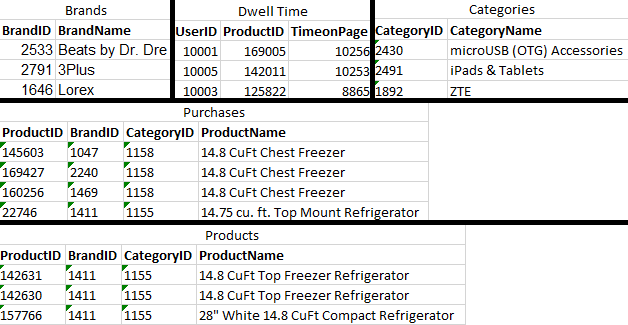 Brands
BrandID BrandName
2533 Beats by Dr. Dre
2791 3Plus
1646 Lorex
Dwell Time
UserID ProductID TimeonPage
10001 169005 10256
10005 142011 10253
10003 125822 8865
Categories
CategoryID CategoryName
2430 microUSB (OTG) Accessories
2491 iPads & Tablets
1892 ZTE
Purchases
ProductID BrandID CategoryID ProductName
145603 1047 1158 14.8 CuFt Chest Freezer
169427 2240 1158 14.8 CuFt Chest Freezer
160256 1469 1158 14.8 CuFt Chest Freezer
22746 1411 1155 14.75 cu. ft. Top Mount Refrigerator
Products
ProductID BrandID CategoryID ProductName
142631 1411 1155 14.8 CuFt Top Freezer Refrigerator
142630 1411 1155 14.8 CuFt Top Freezer Refrigerator
157766 1411 1155 28" White 14.8 CuFt Compact Refrigerator